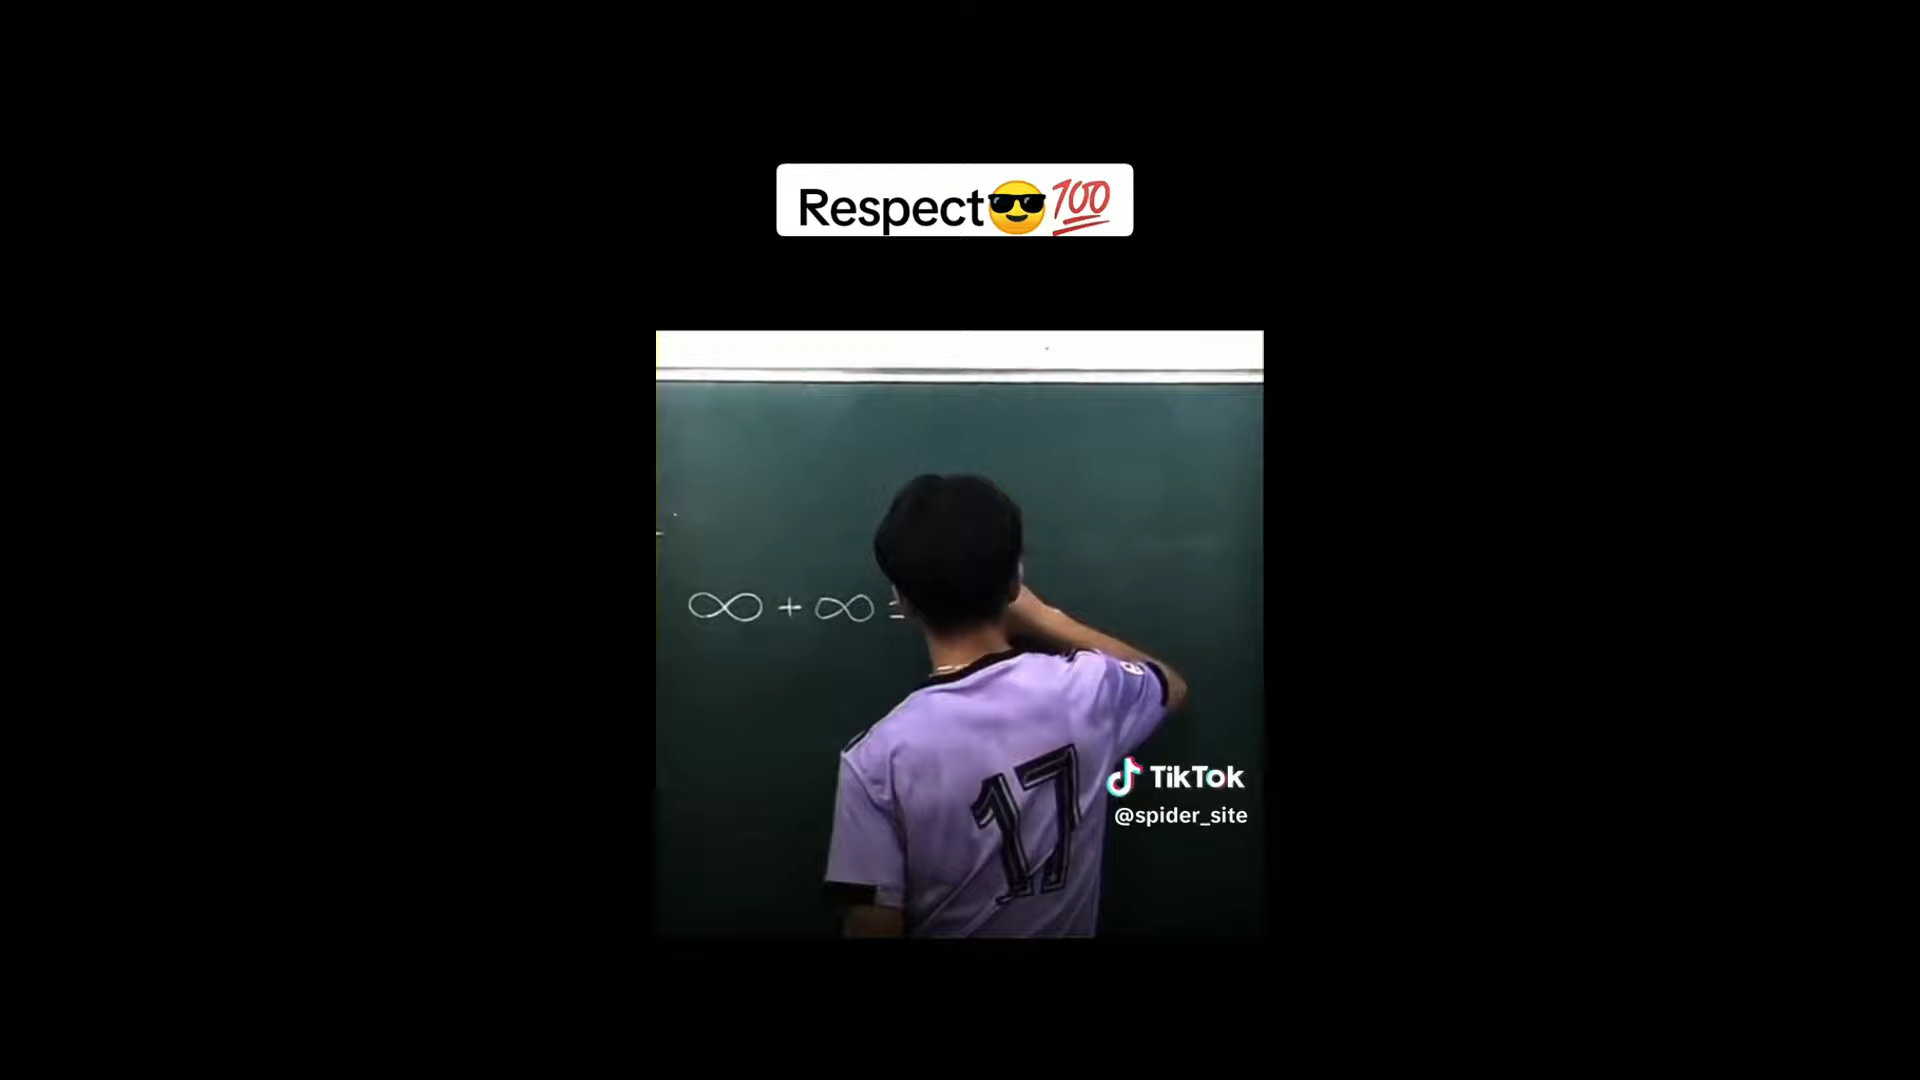 Respect😎💯
∞ + ∞ =
17
TikTok
@spider_site